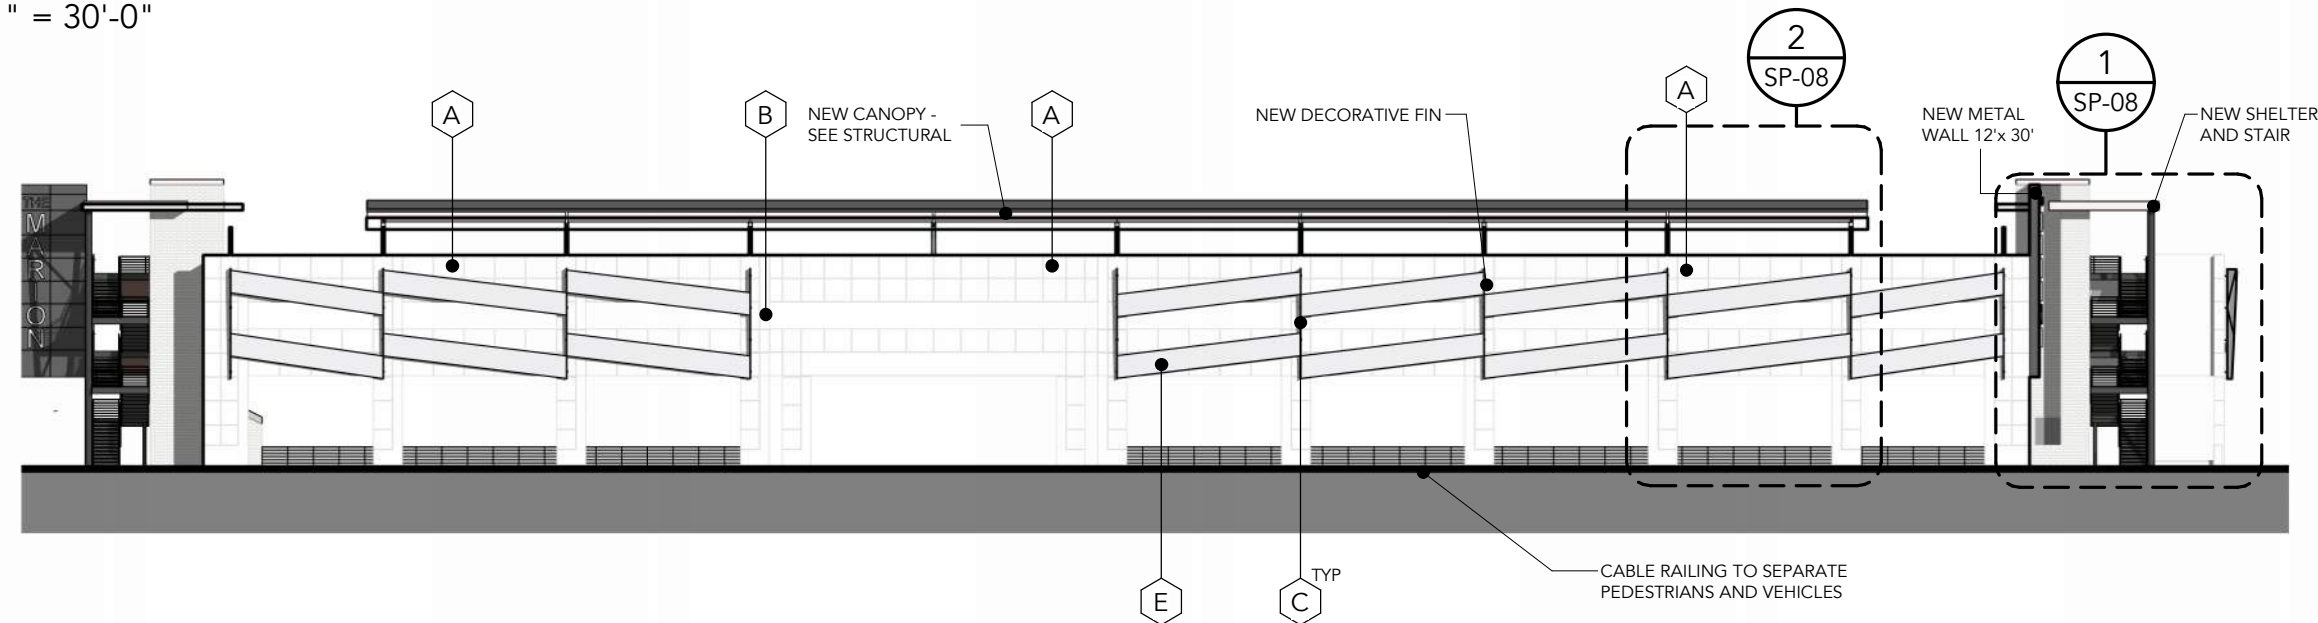 " = 30'-0"
2
SP-08
1
SP-08
A
B
NEW CANOPY -
SEE STRUCTURAL
A
NEW DECORATIVE FIN
A
NEW METAL
WALL 12'x 30'
NEW SHELTER
AND STAIR
THE
MARION
E
TYP
C
CABLE RAILING TO SEPARATE
PEDESTRIANS AND VEHICLES